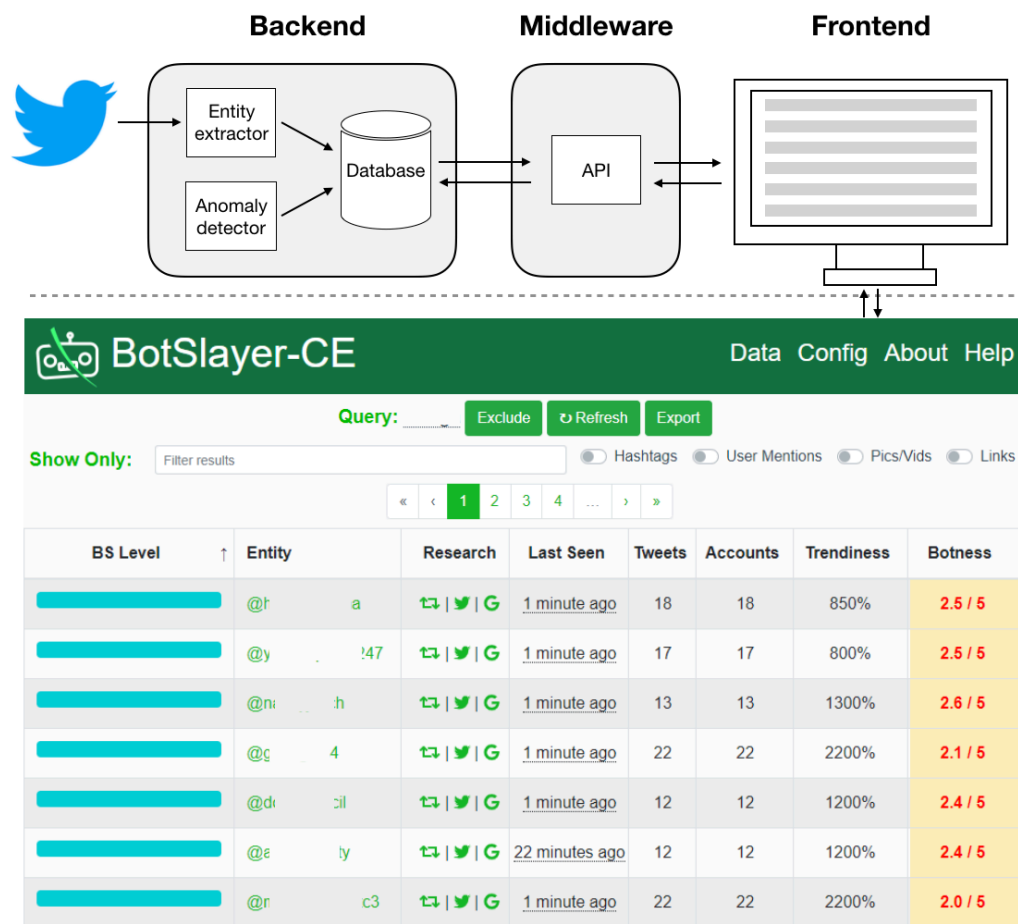 Backend Middleware Frontend
Entity
extractor
Database
Anomaly
detector
API
BotSlayer-CE Data Config About Help
Query: Exclude ↻ Refresh Export
Show Only: Filter results Hashtags User Mentions Pics/Vids Links
« ‹ 1 2 3 4 ... › »
BS Level ↑ Entity Research Last Seen Tweets Accounts Trendiness Botness
| | G 1 minute ago 18 18 850% 2.5 / 5
| | G 1 minute ago 17 17 800% 2.5 / 5
| | G 1 minute ago 13 13 1300% 2.6 / 5
| | G 1 minute ago 22 22 2200% 2.1 / 5
| | G 1 minute ago 12 12 1200% 2.4 / 5
| | G 22 minutes ago 12 12 1200% 2.4 / 5
| | G 1 minute ago 22 22 2200% 2.0 / 5